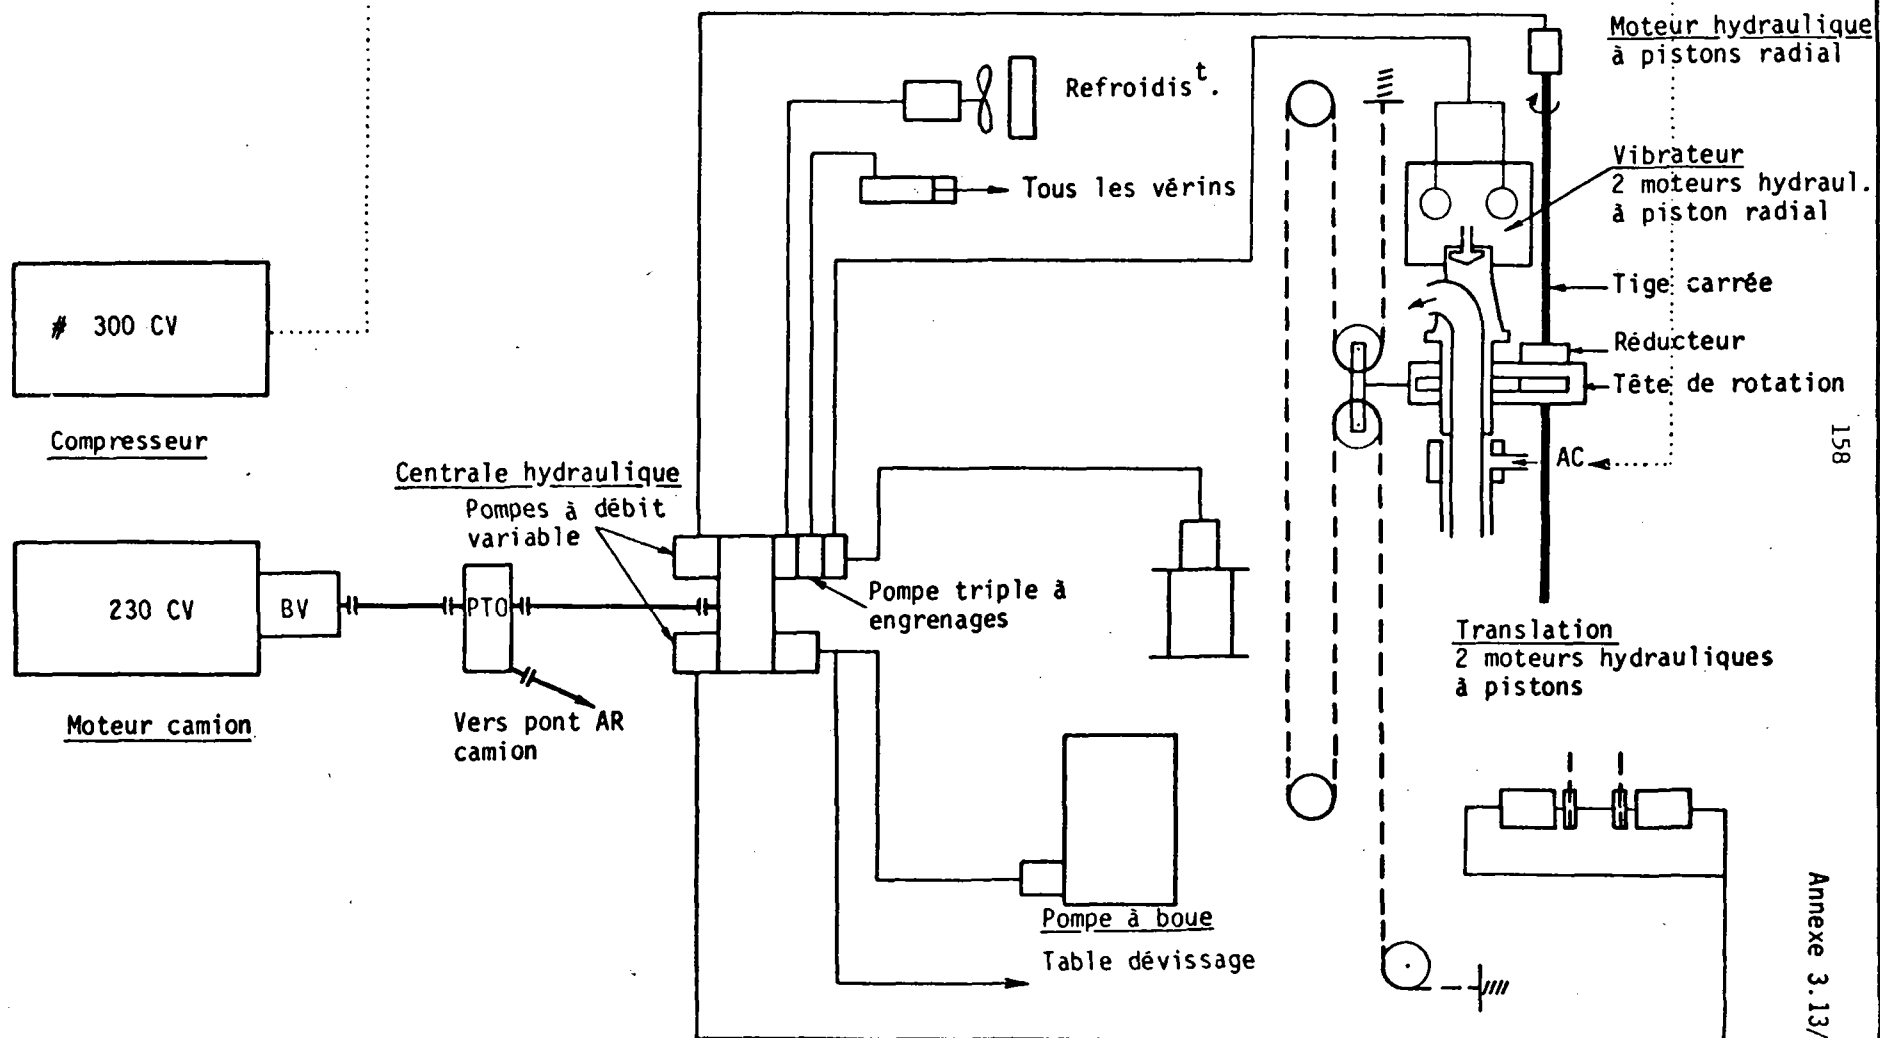 Moteur hydraulique
à pistons radial
Refroidis t.
Vibrateur
2 moteurs hydraul.
à piston radial
Tous les vérins
Tige carrée
# 300 CV
Réducteur
Tête de rotation
Compresseur
AC
158
Centrale hydraulique
Pompes à débit
variable
Pompe triple à
engrenages
230 CV
BV
PTO
Translation
2 moteurs hydrauliques
à pistons
Moteur camion
Vers pont AR
camion
Pompe à boue
Table dévissage
Annexe 3.13/